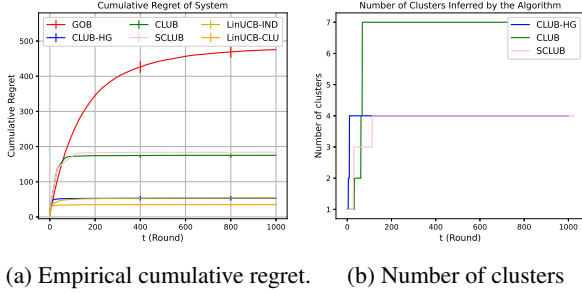 Cumulative Regret of System
GOB
CLUB-HG
CLUB
SCLUB
LinUCB-IND
LinUCB-CLU
Cumulative Regret
500
400
300
200
100
0
0 200 400 600 800 1000
t (Round)
(a) Empirical cumulative regret.
Number of Clusters Inferred by the Algorithm
CLUB-HG
CLUB
SCLUB
Number of clusters
7
6
5
4
3
2
1
0 200 400 600 800 1000
t (Round)
(b) Number of clusters